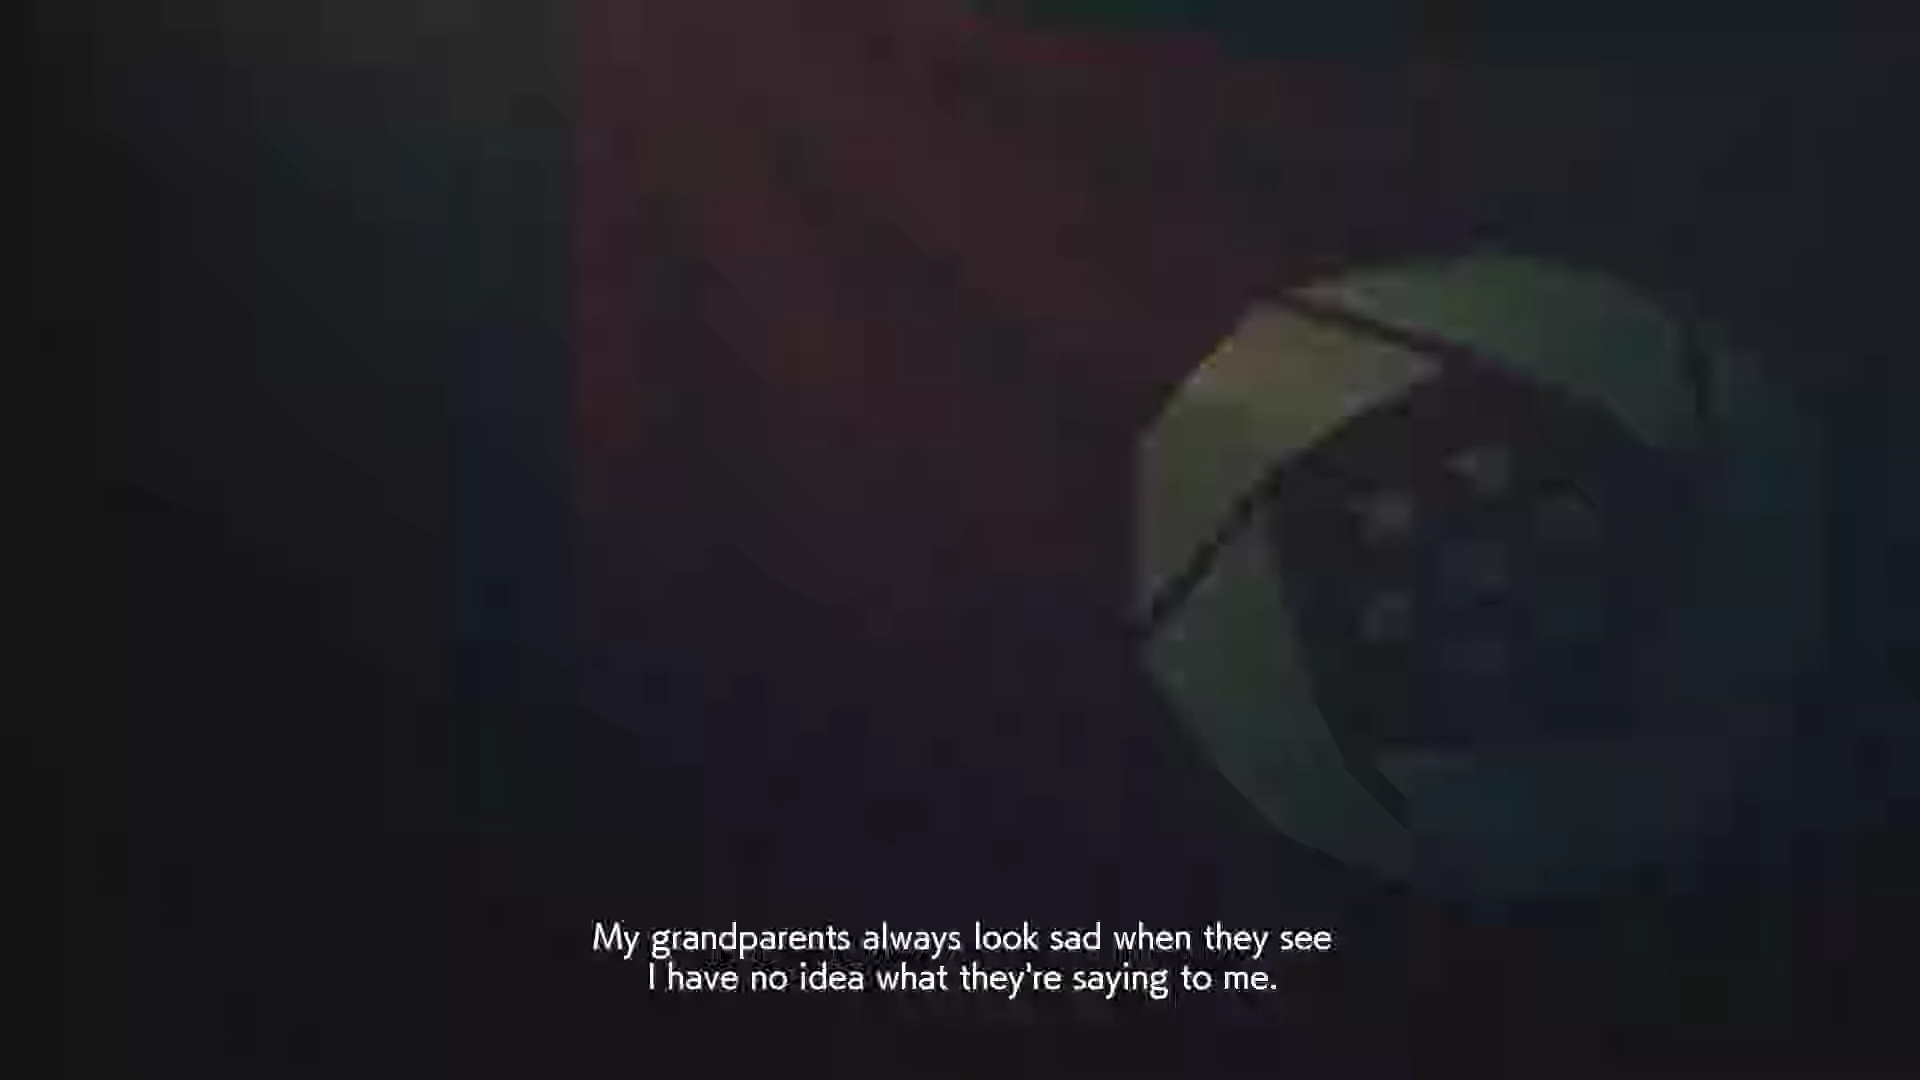 My grandparents always look sad when they see
I have no idea what they're saying to me.